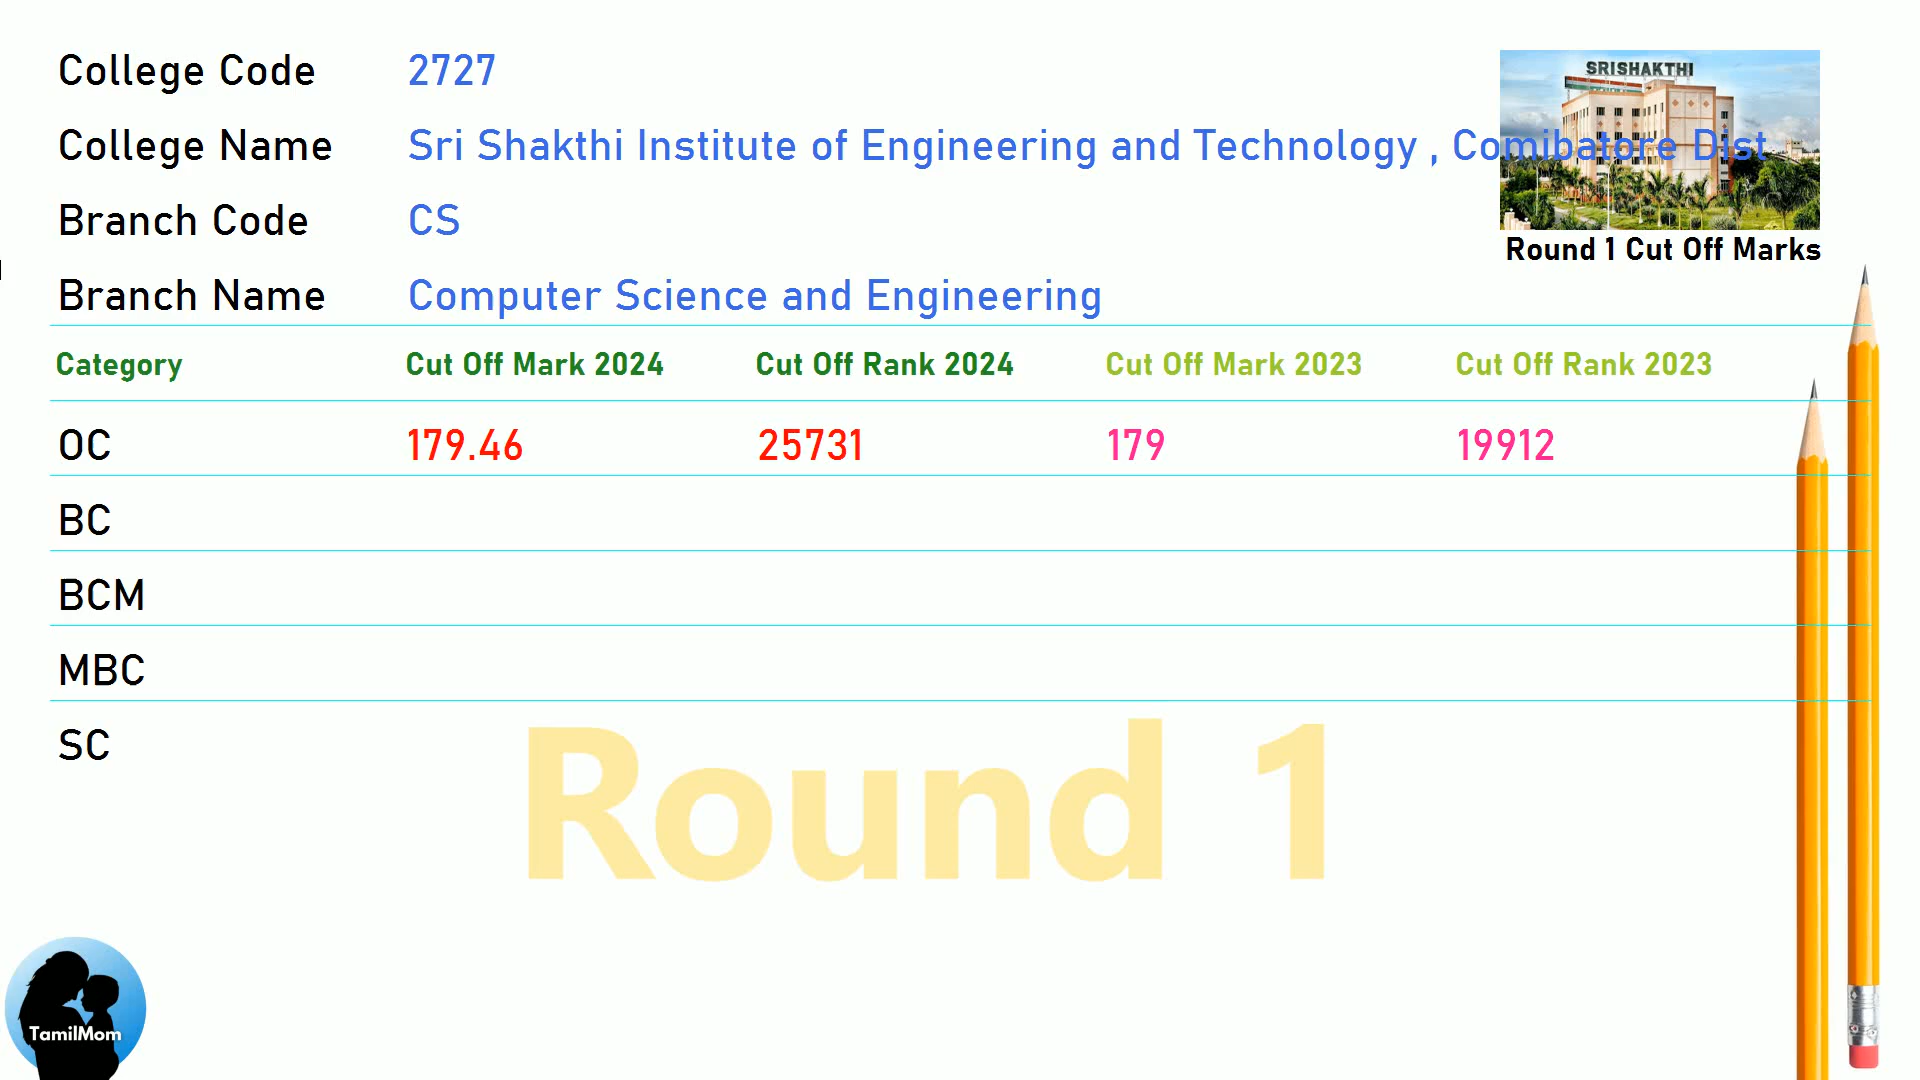 College Code 2727
SRISHAKTHI
College Name Sri Shakthi Institute of Engineering and Technology , Comibatore Dist
Branch Code CS
Round 1 Cut Off Marks
Branch Name Computer Science and Engineering
Category Cut Off Mark 2024 Cut Off Rank 2024 Cut Off Mark 2023 Cut Off Rank 2023
OC 179.46 25731 179 19912
BC
BCM
MBC
SC
Round 1
TamilMom